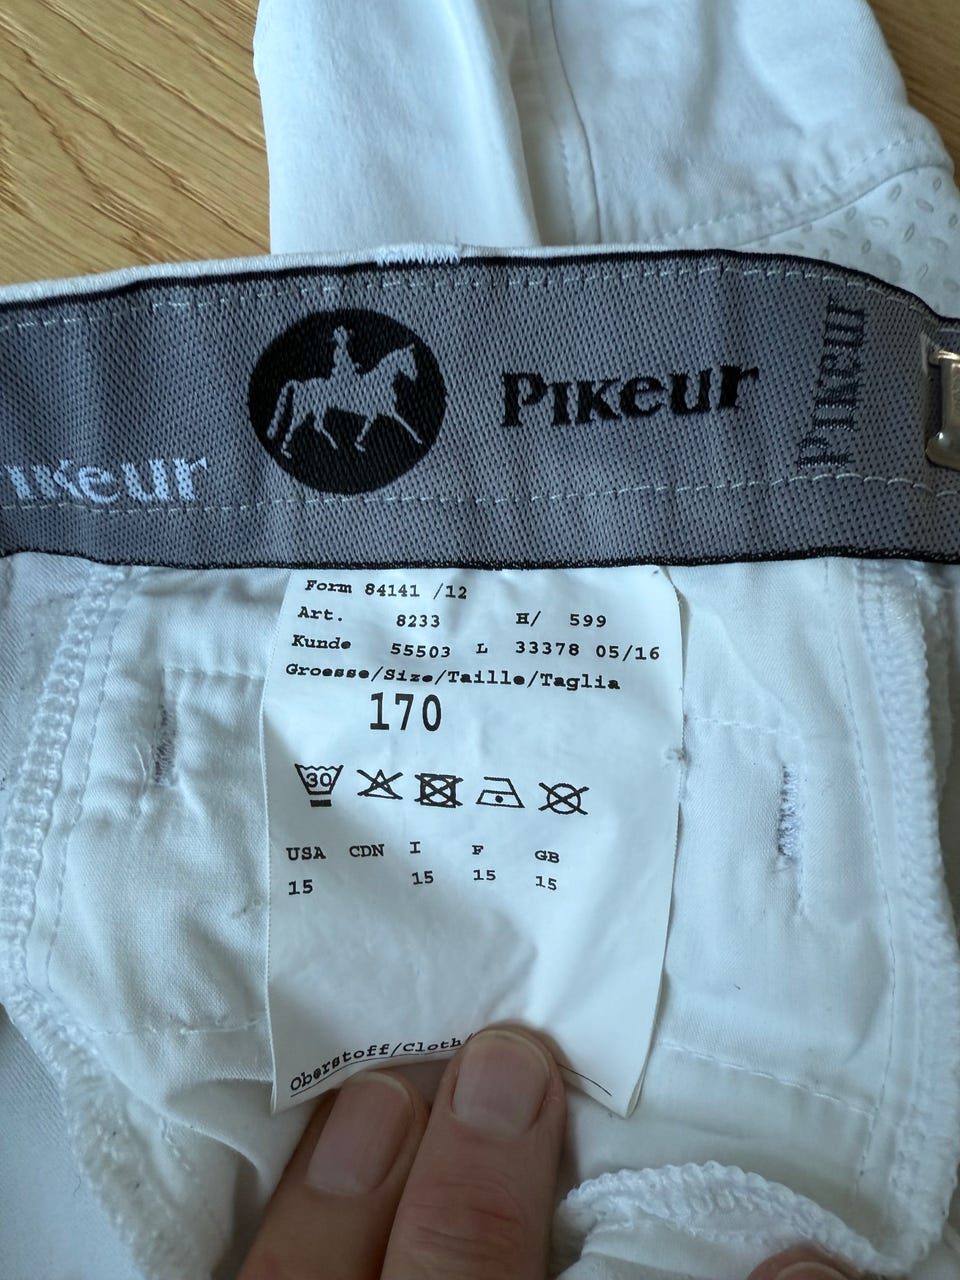 Pikeur
Pikeur
ikeur
Form 84141 /12
Art. 8233 H/ 599
Kunde 55503 L 33378 05/16
Groesse/Size/Taille/Taglia
170
30
USA CDN I F GB
15 15 15 15
Oberstoff/Cloth/